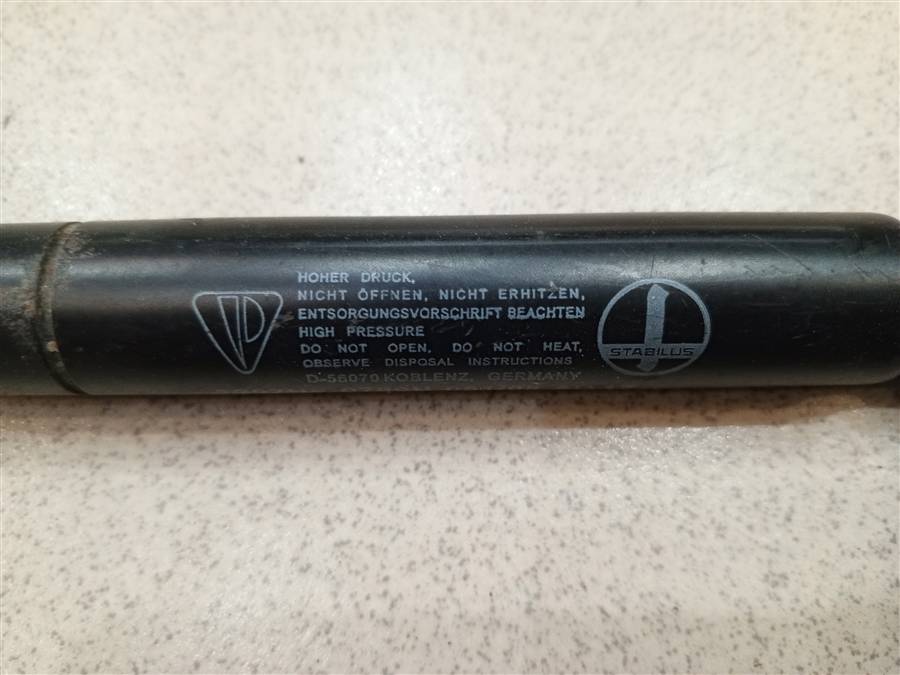 HOHER DRUCK,
NICHT ÖFFNEN, NICHT ERHITZEN,
ENTSORGUNGSVORSCHRIFT BEACHTEN
HIGH PRESSURE
DO NOT OPEN, DO NOT HEAT,
OBSERVE DISPOSAL INSTRUCTIONS
D-56070 KOBLENZ, GERMANY
STABILUS